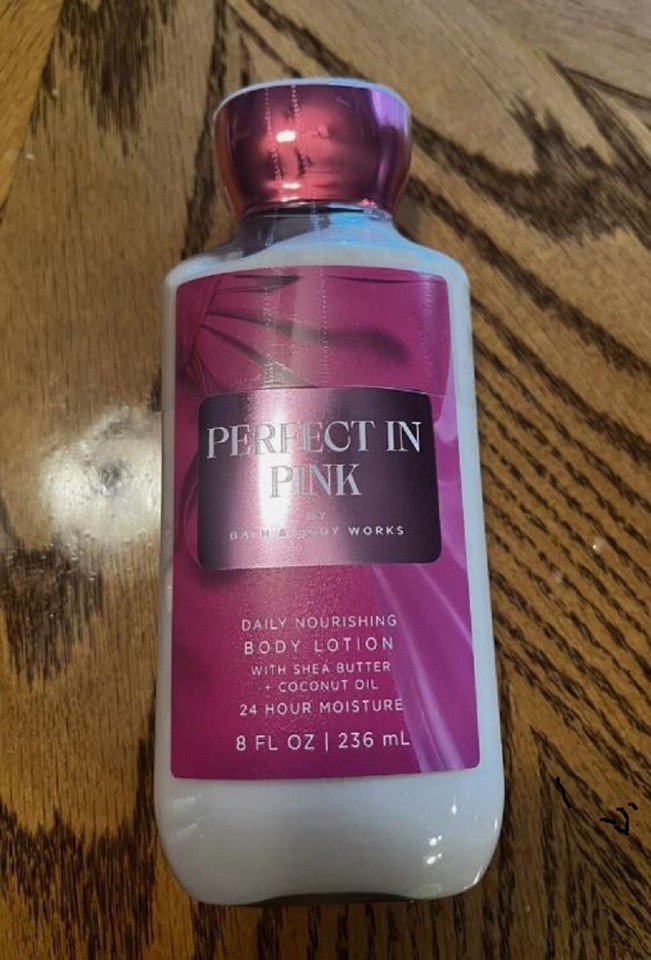 PERFECT IN
PINK
BY
BATH & BODY WORKS
DAILY NOURISHING
BODY LOTION
WITH SHEA BUTTER
+ COCONUT OIL
24 HOUR MOISTURE
8 FL OZ | 236 mL